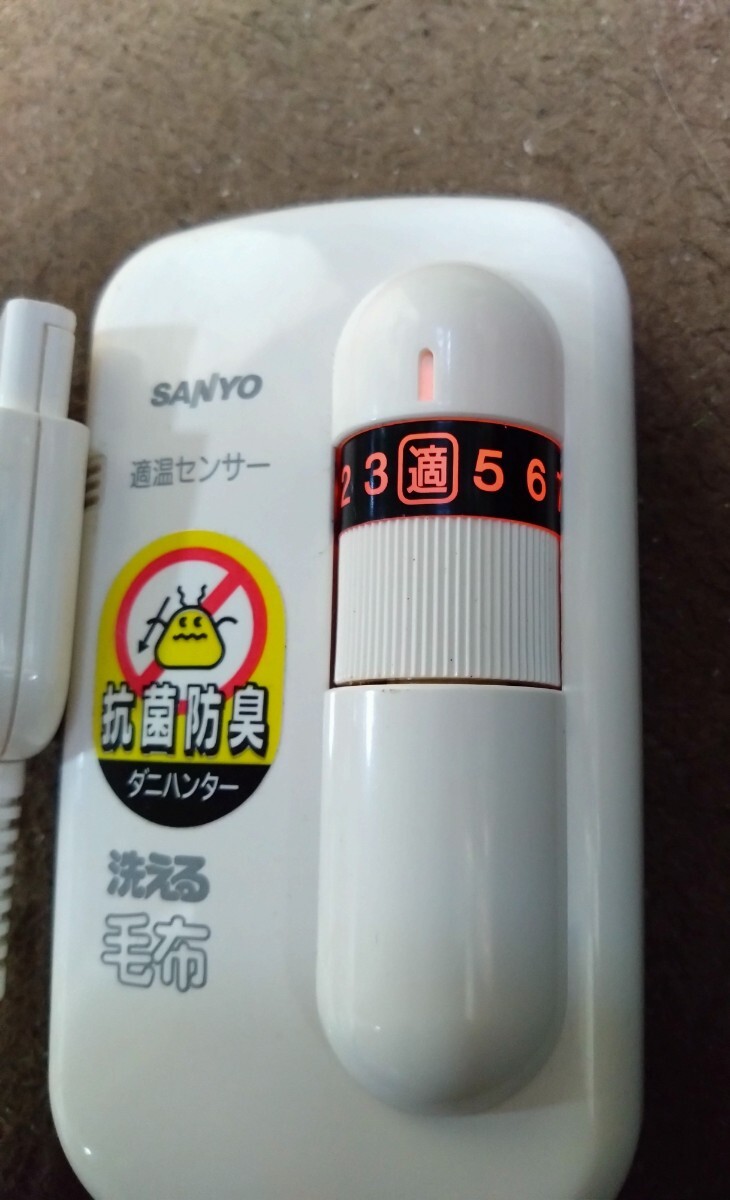 SANYO
適温センサー
2 3 適 5 6
抗菌防臭
ダニハンター
洗える
毛布